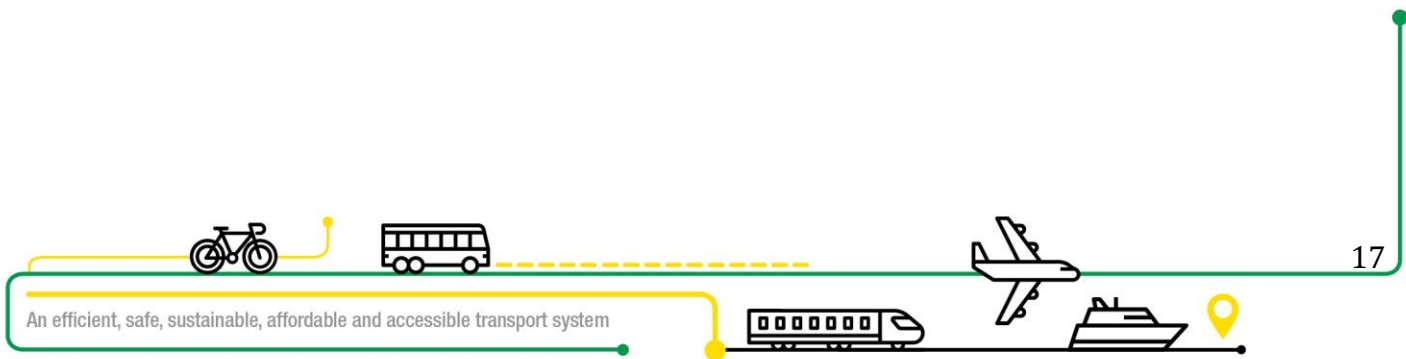 17
An efficient, safe, sustainable, affordable and accessible transport system